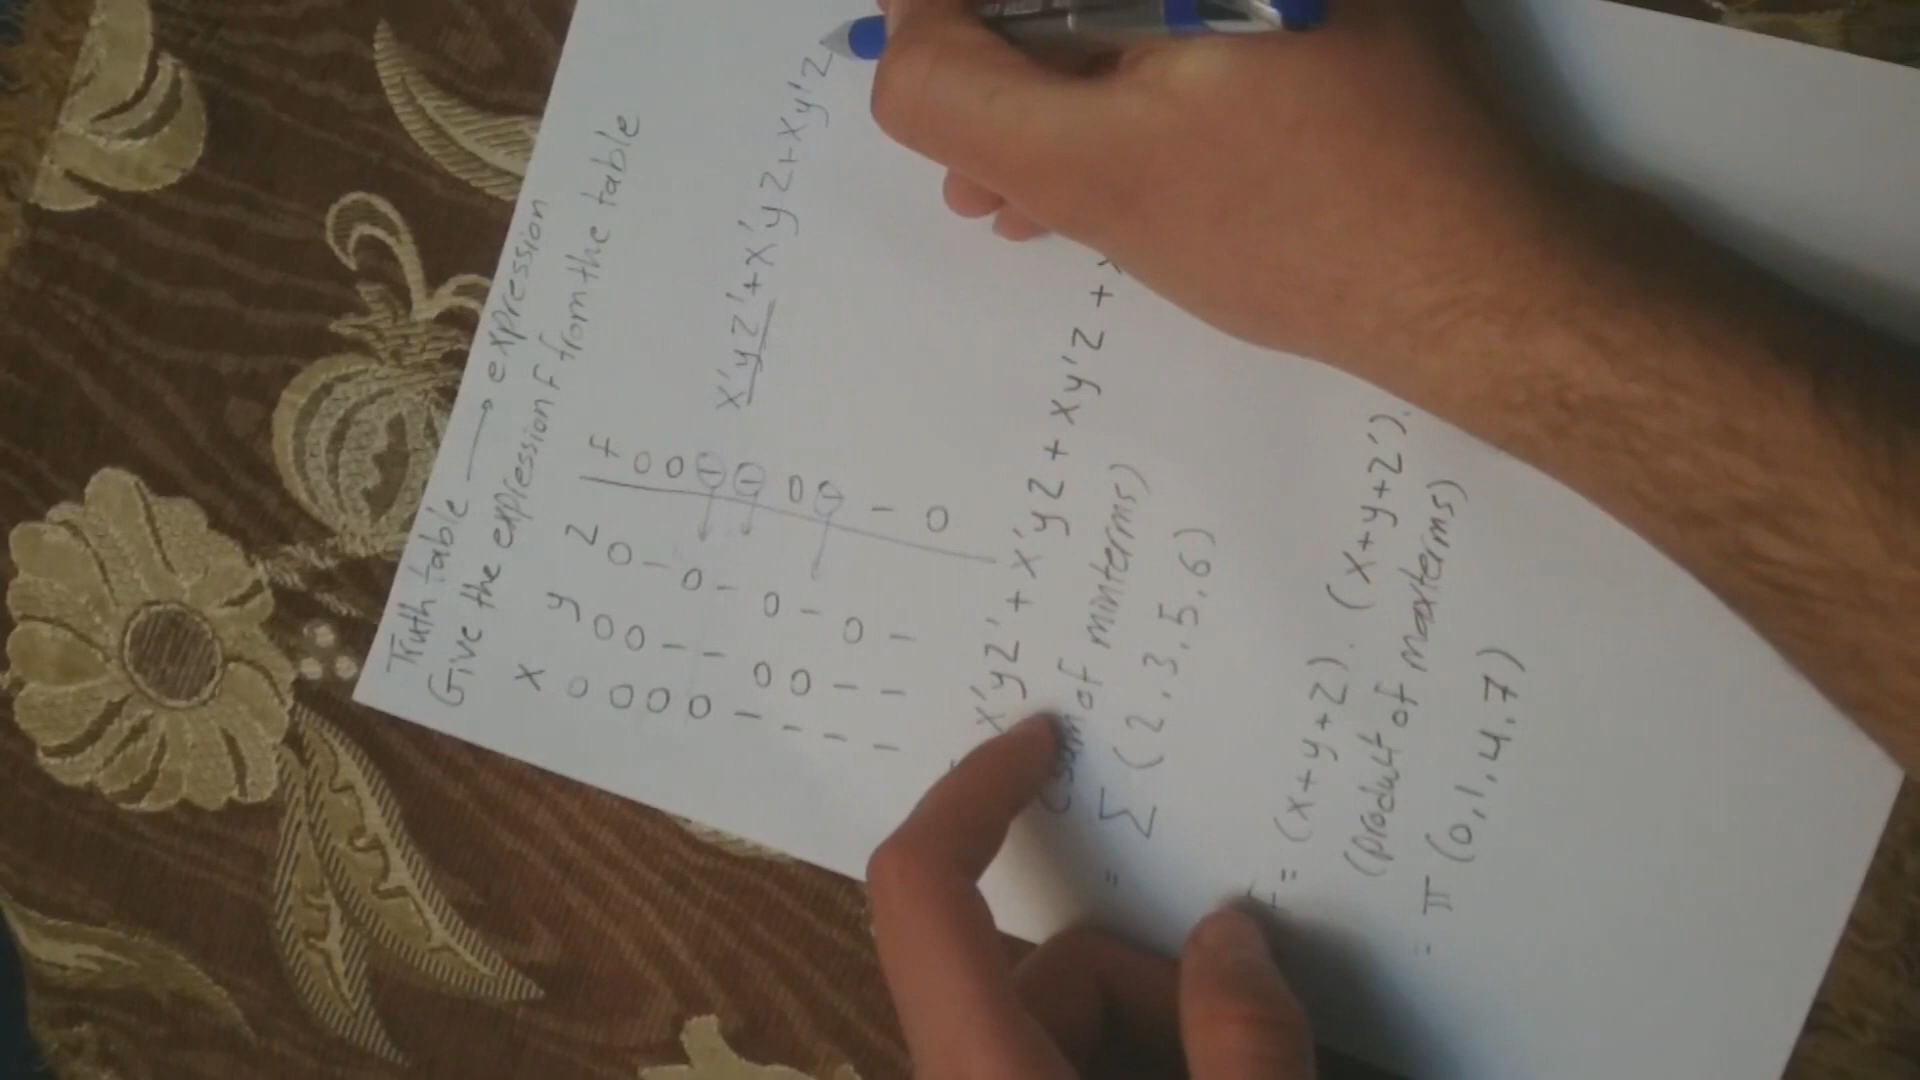 Truth table → expression
Give the expression F from the table
x y z F
0 0 0 0
0 0 1 0
0 1 0 1
0 1 1 1
1 0 0 0
1 0 1 1
1 1 0 1
1 1 1 0
x'yz' + x'yz + xy'z
x'yz' + x'yz + xy'z +
of minterms)
= Σ (2,3,5,6)
= (x+y+z). (x+y+z').
(product of maxterms)
= π (0,1,4,7)